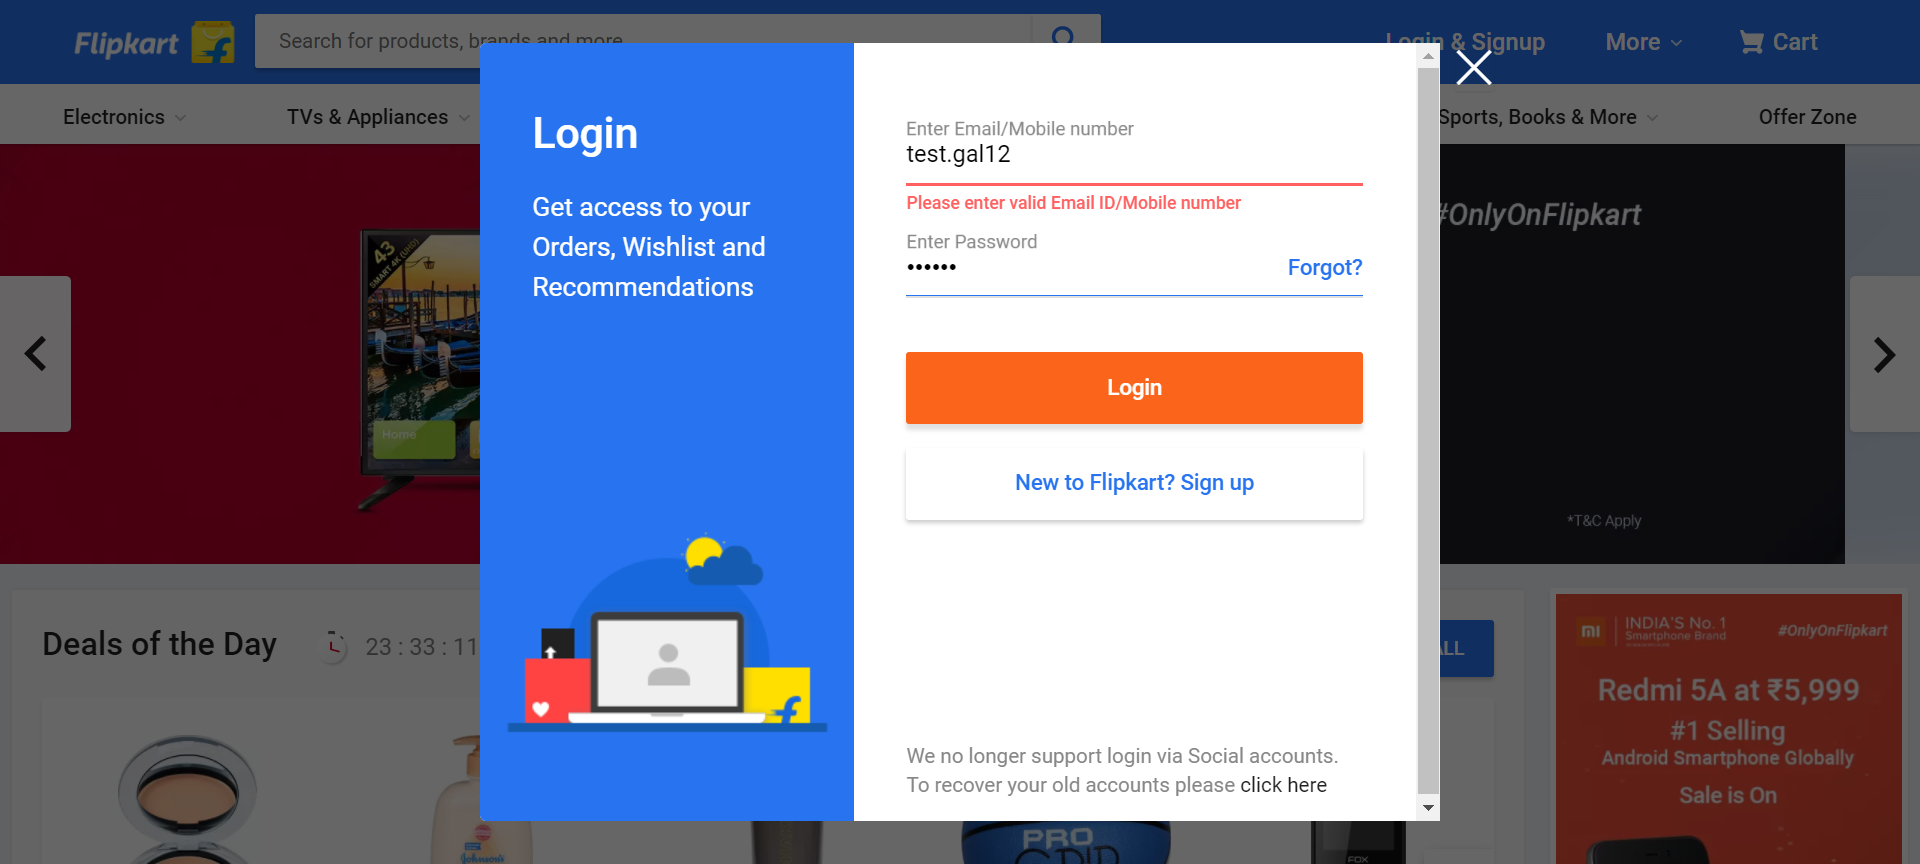 Flipkart
Search for products, brands and more
Login & Signup
More
Cart
Electronics
TVs & Appliances
Sports, Books & More
Offer Zone
Login
Get access to your
Orders, Wishlist and
Recommendations
Enter Email/Mobile number
test.gal12
Please enter valid Email ID/Mobile number
Enter Password
••••••
Forgot?
Login
New to Flipkart? Sign up
We no longer support login via Social accounts.
To recover your old accounts please click here
43
SMART 4K (UHD)
Home
#OnlyOnFlipkart
*T&C Apply
Deals of the Day
23 : 33 : 11
ALL
mi
INDIA'S No. 1
Smartphone Brand
#OnlyOnFlipkart
Redmi 5A at ₹5,999
#1 Selling
Android Smartphone Globally
Sale is On
Johnson's
PRO
GRIP
FOX